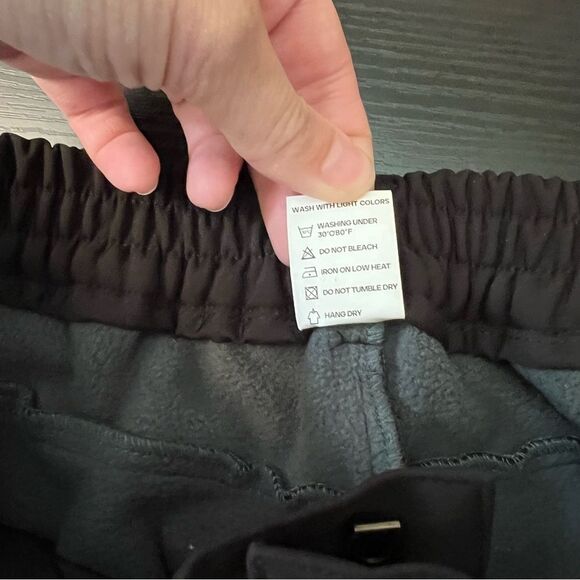 WASH WITH LIGHT COLORS
WASHING UNDER
30°C'80°F
DO NOT BLEACH
IRON ON LOW HEAT
DO NOT TUMBLE DRY
HANG DRY